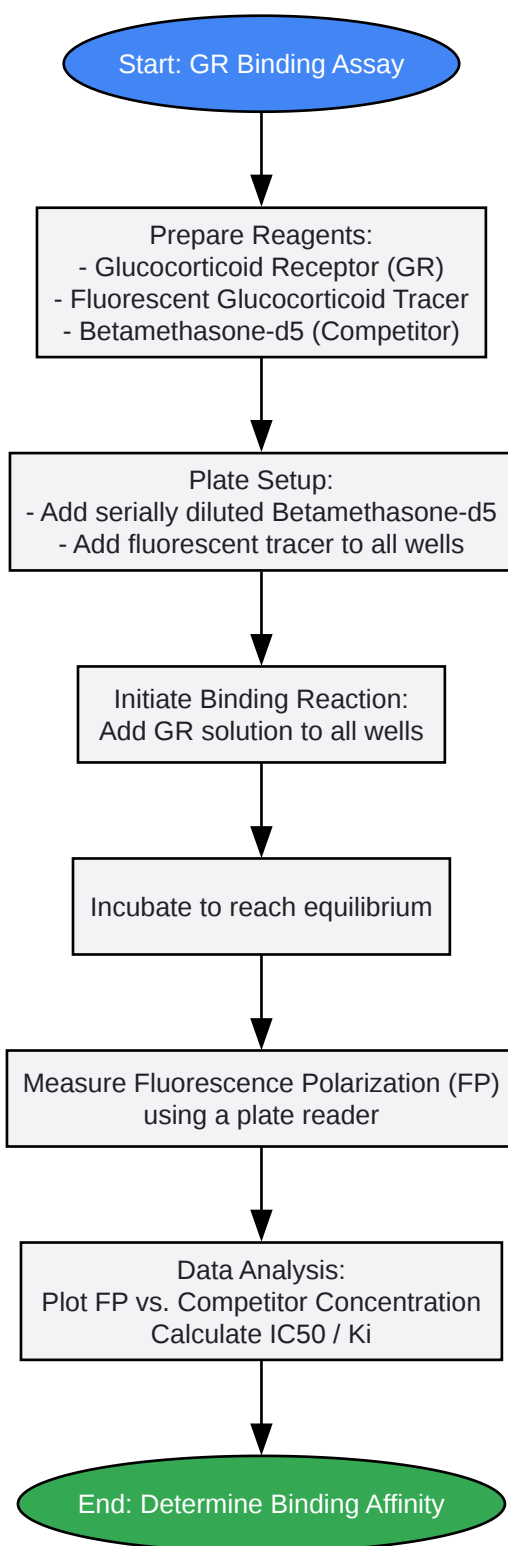 Start: GR Binding Assay
Prepare Reagents:
- Glucocorticoid Receptor (GR)
- Fluorescent Glucocorticoid Tracer
- Betamethasone-d5 (Competitor)
Plate Setup:
- Add serially diluted Betamethasone-d5
- Add fluorescent tracer to all wells
Initiate Binding Reaction:
Add GR solution to all wells
Incubate to reach equilibrium
Measure Fluorescence Polarization (FP)
using a plate reader
Data Analysis:
Plot FP vs. Competitor Concentration
Calculate IC50 / Ki
End: Determine Binding Affinity